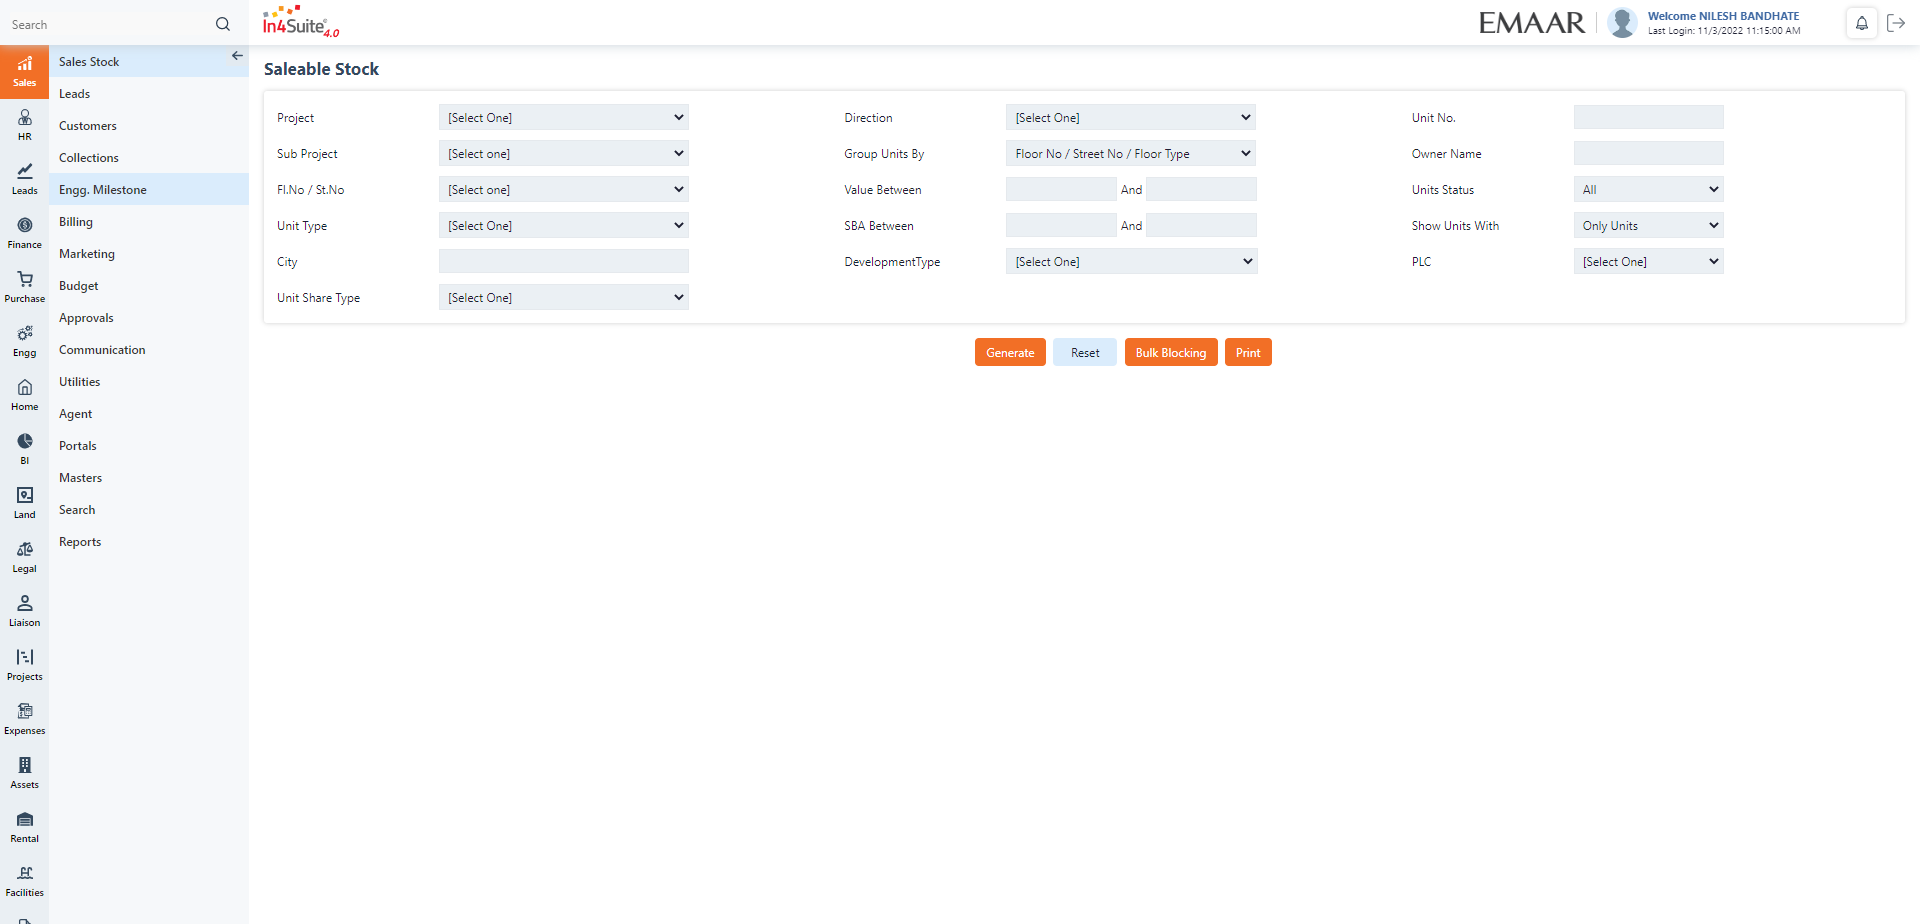 Search
In4Suite® 4.0
EMAAR
Welcome NILESH BANDHATE
Last Login: 11/3/2022 11:15:00 AM
Sales
HR
Leads
Finance
Purchase
Engg
Home
BI
Land
Legal
Liaison
Projects
Expenses
Assets
Rental
Facilities
Sales Stock
Leads
Customers
Collections
Engg. Milestone
Billing
Marketing
Budget
Approvals
Communication
Utilities
Agent
Portals
Masters
Search
Reports
Saleable Stock
Project [Select One] Direction [Select One] Unit No.
Sub Project [Select one] Group Units By Floor No / Street No / Floor Type Owner Name
Fl.No / St.No [Select one] Value Between And Units Status All
Unit Type [Select One] SBA Between And Show Units With Only Units
City DevelopmentType [Select One] PLC [Select One]
Unit Share Type [Select One]
Generate Reset Bulk Blocking Print